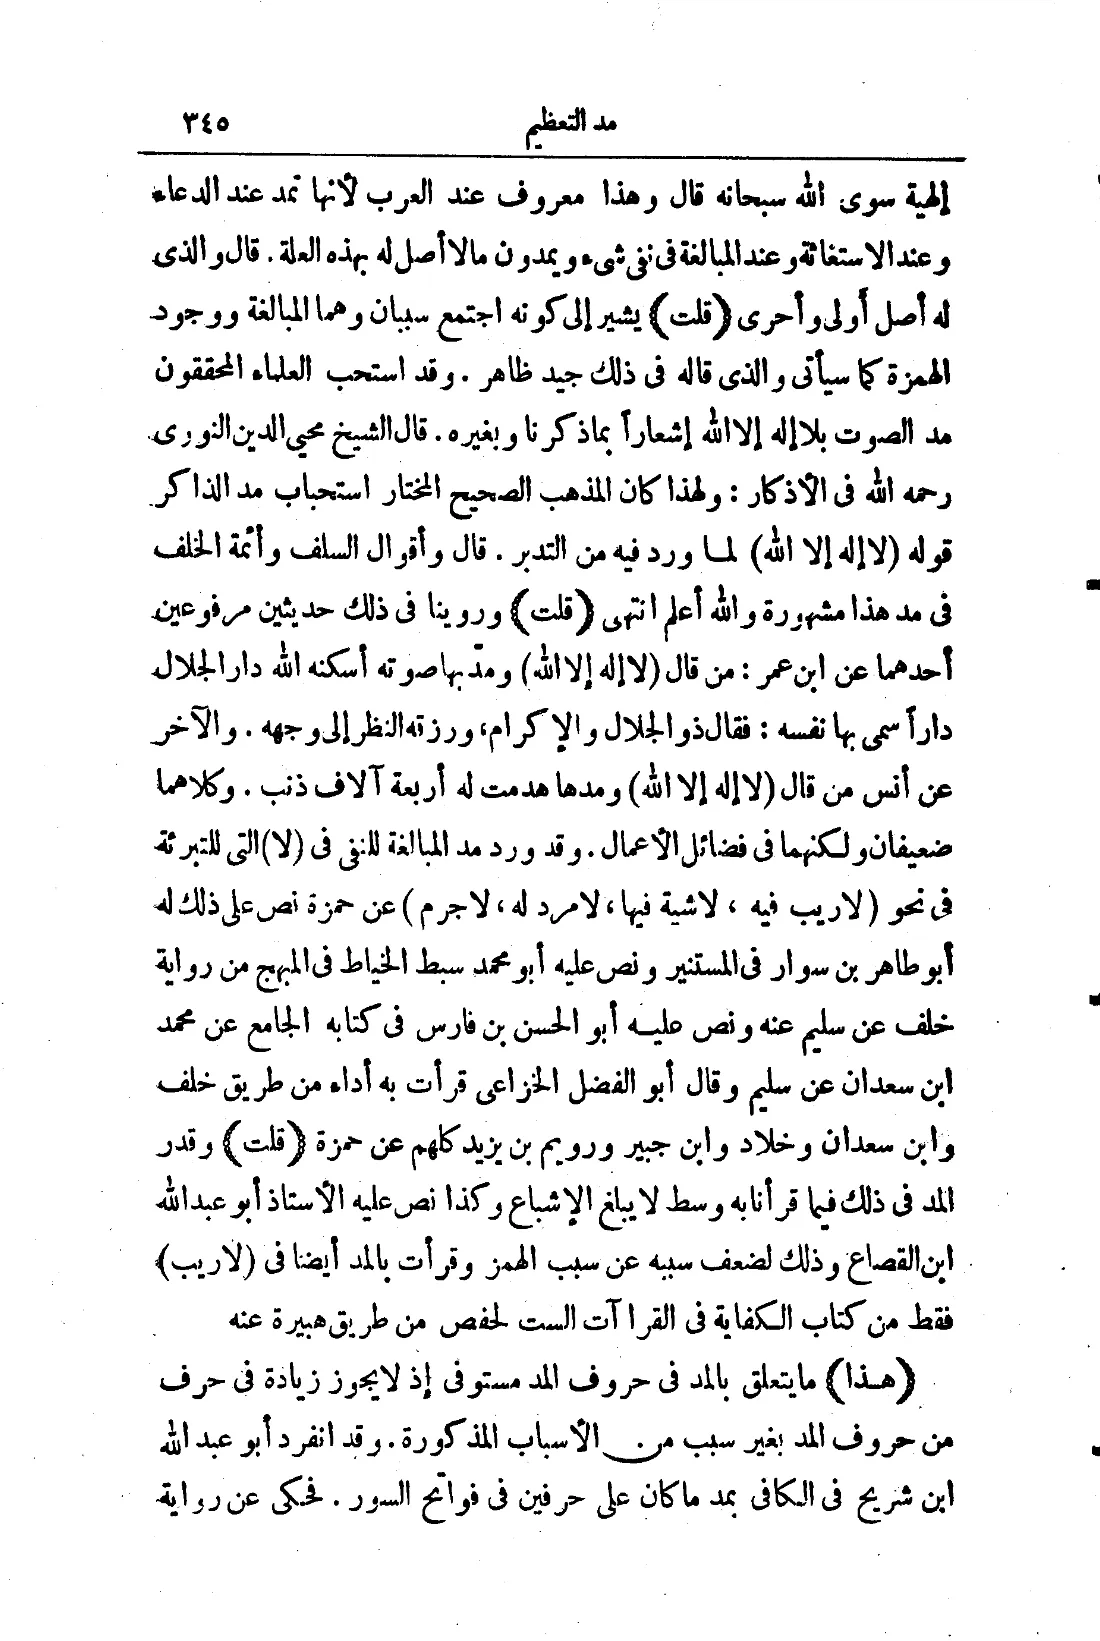 مد التعظيم ٣٤٥
إلهية سوى الله سبحانه قال وهذا معروف عند العرب لأنها تمد عند الدعاء
وعند الاستغاثة وعند المبالغة في نفي شيء ويمدون مالا أصل له بهذه العلة . قال والذى
له أصل أولى وأحرى (قلت) يشير إلى كونه اجتمع سببان وهما المبالغة ووجود
الهمزة كما سيأتى والذى قاله فى ذلك جيد ظاهر . وقد استحب العلماء المحققون
مد الصوت بلا إله إلا الله إشعاراً بما ذكرنا وبغيره . قال الشيخ محيي الدين النووى
رحمه الله فى الأذكار : ولهذا كان المذهب الصحيح المختار استحباب مد الذاكر
قوله (لا إله إلا الله) لما ورد فيه من التدبر . قال وأقوال السلف وأئمة الخلف
فى مد هذا مشهورة والله أعلم انتهى (قلت) وروينا فى ذلك حديثين مرفوعين
أحدهما عن ابن عمر : من قال (لا إله إلا الله) ومدّ بها صوته أسكنه الله دار الجلال
داراً سمى بها نفسه : فقال ذو الجلال والإكرام، ورزقه النظر إلى وجهه . والآخر
عن أنس من قال (لا إله إلا الله) ومدها هدمت له أربعة آلاف ذنب . وكلاهما
ضعيفان ولكنهما فى فضائل الأعمال . وقد ورد مد المبالغة للنفى فى (لا) التى للتبرئة
فى نحو (لاريب فيه ، لاشية فيها ، لامرد له ، لاجرم) عن حمزة نص على ذلك له
أبو طاهر بن سوار فى المستنير ونص عليه أبو محمد سبط الخياط فى المبهج من رواية
خلف عن سليم عنه ونص عليه أبو الحسن بن فارس فى كتابه الجامع عن محمد
ابن سعدان عن سليم وقال أبو الفضل الخزاعى قرأت به أداء من طريق خلف
وابن سعدان وخلاد وابن جبير ورويم بن يزيد كلهم عن حمزة (قلت) وقدر
المد فى ذلك فيما قرأنا به وسط لا يبلغ الإشباع وكذا نص عليه الأستاذ أبو عبد الله
ابن القصاع وذلك لضعف سببه عن سبب الهمز وقرأت بالمد أيضا فى (لاريب)
فقط من كتاب الكفاية فى القراآت الست لحفص من طريق هبيرة عنه
(هذا) ما يتعلق بالمد فى حروف المد مستوفى إذ لا يجوز زيادة فى حرف
من حروف المد بغير سبب من الأسباب المذكورة . وقد انفرد أبو عبد الله
ابن شريح فى الكافى بمد ما كان على حرفين فى فواتح السور . فحكى عن رواية